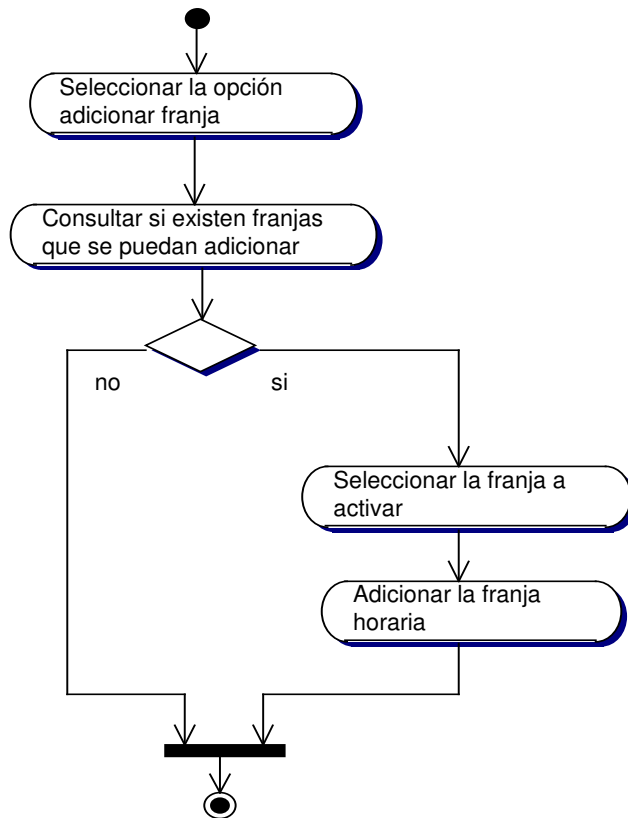 Seleccionar la opción
adicionar franja
Consultar si existen franjas
que se puedan adicionar
no
si
Seleccionar la franja a
activar
Adicionar la franja
horaria